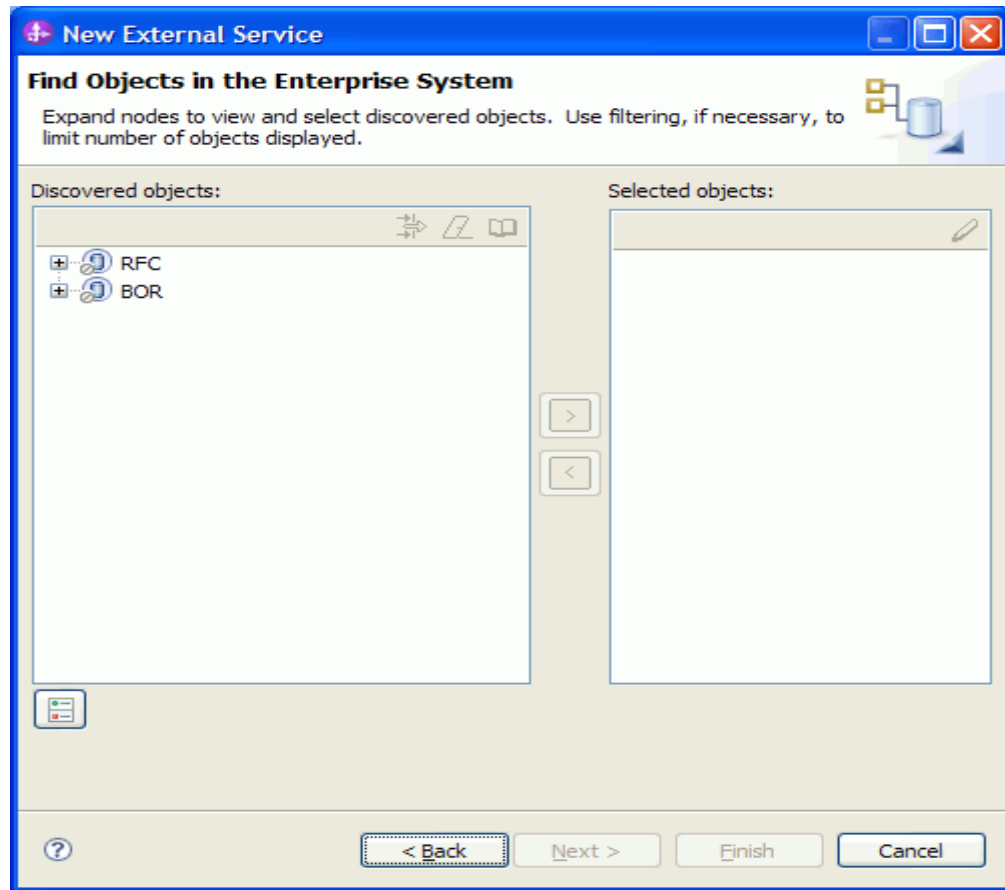 New External Service
Find Objects in the Enterprise System
Expand nodes to view and select discovered objects.  Use filtering, if necessary, to
limit number of objects displayed.
Discovered objects:
Selected objects:
RFC
BOR
>
<
?
< Back
Next >
Finish
Cancel